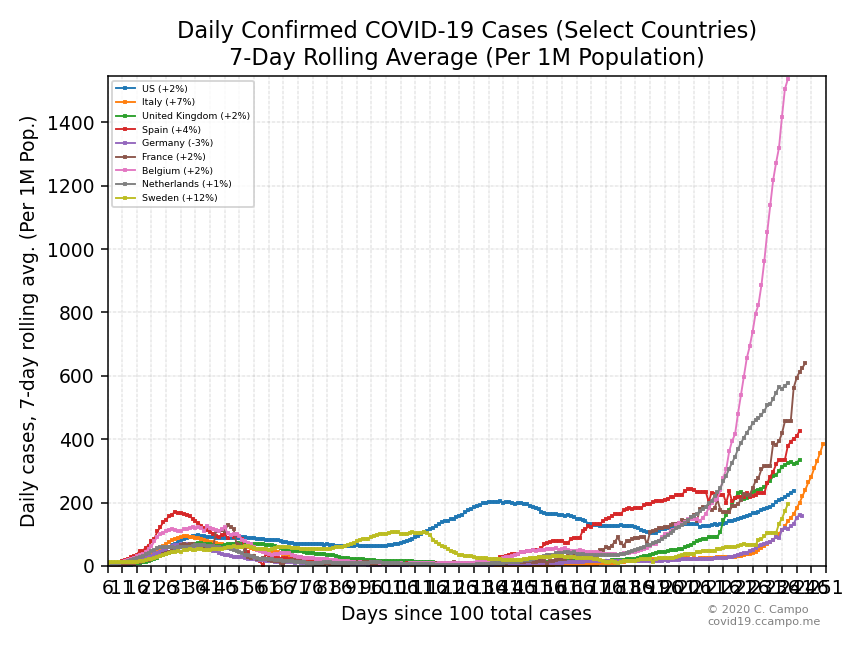 Daily Confirmed COVID-19 Cases (Select Countries)
7-Day Rolling Average (Per 1M Population)
Daily cases, 7-day rolling avg. (Per 1M Pop.)
1400
1200
1000
800
600
400
200
0
US (+2%)
Italy (+7%)
United Kingdom (+2%)
Spain (+4%)
Germany (-3%)
France (+2%)
Belgium (+2%)
Netherlands (+1%)
Sweden (+12%)
Days since 100 total cases
© 2020 C. Campo
covid19.ccampo.me